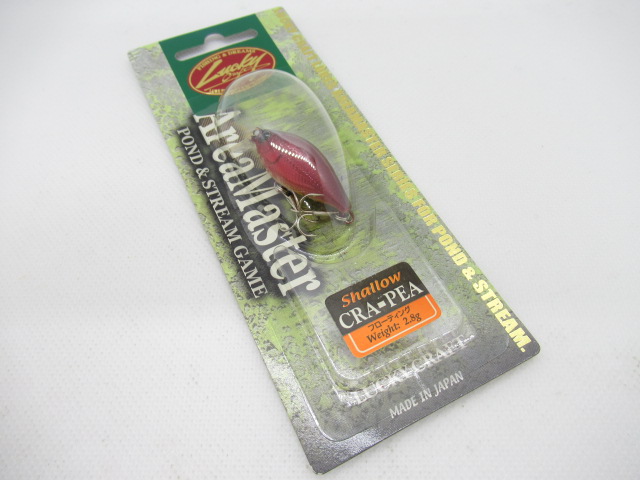 Lucky
AreaMaster
POND & STREAM GAME
FOR POND & STREAM.
Shallow
CRA-PEA
フローティング
Weight: 2.8g
LUCKY CRAFT
MADE IN JAPAN